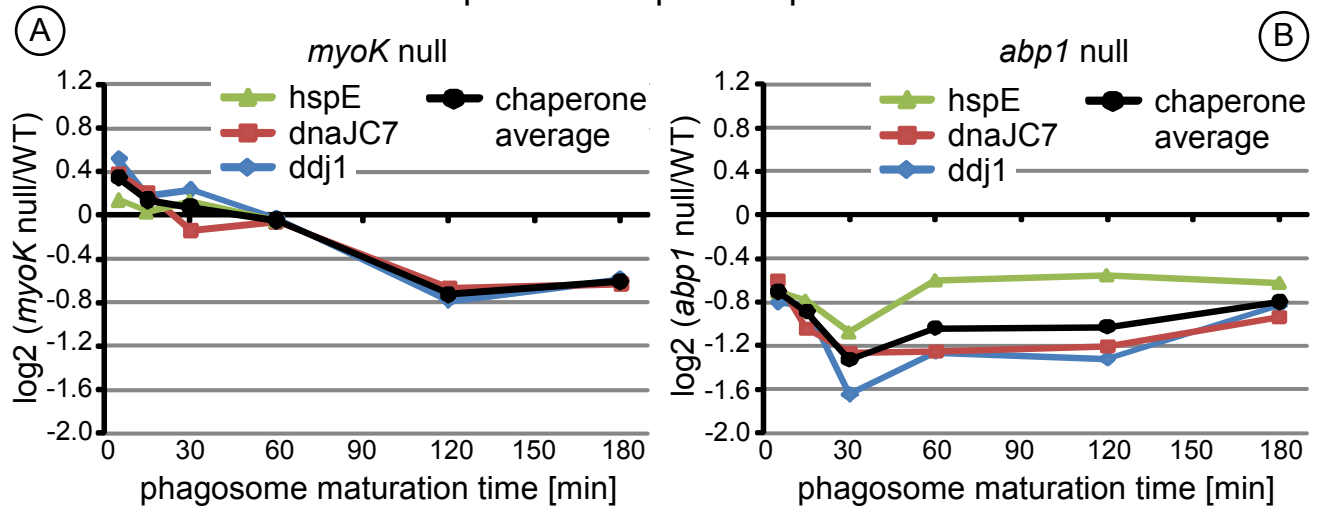 A
myoK null
1.2
0.8
0.4
0
-0.4
-0.8
-1.2
-1.6
-2.0
log2 (myoK null/WT)
hspE
dnaJC7
ddj1
chaperone
average
0 30 60 90 120 150 180
phagosome maturation time [min]
B
abp1 null
1.2
0.8
0.4
0
-0.4
-0.8
-1.2
-1.6
-2.0
log2 (abp1 null/WT)
hspE
dnaJC7
ddj1
chaperone
average
0 30 60 90 120 150 180
phagosome maturation time [min]